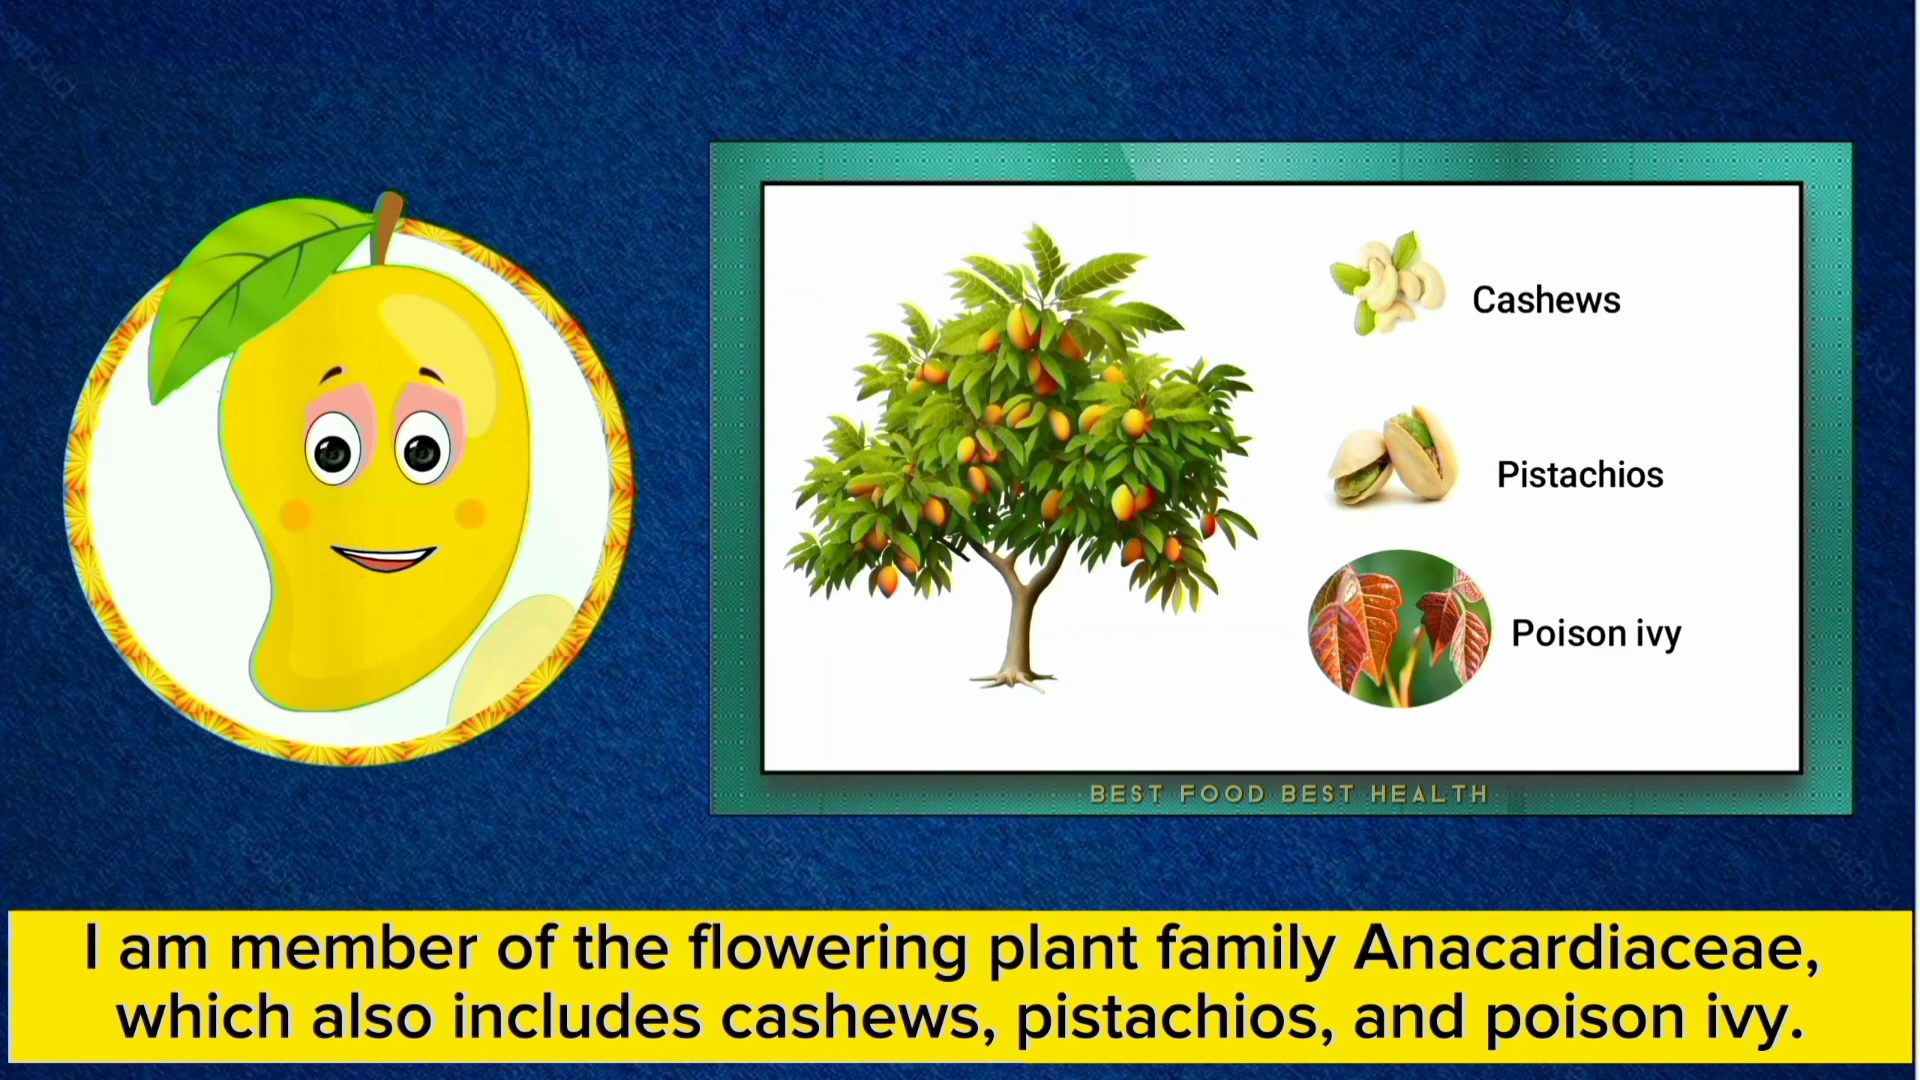 Cashews
Pistachios
Poison ivy
BEST FOOD BEST HEALTH
I am member of the flowering plant family Anacardiaceae,
which also includes cashews, pistachios, and poison ivy.